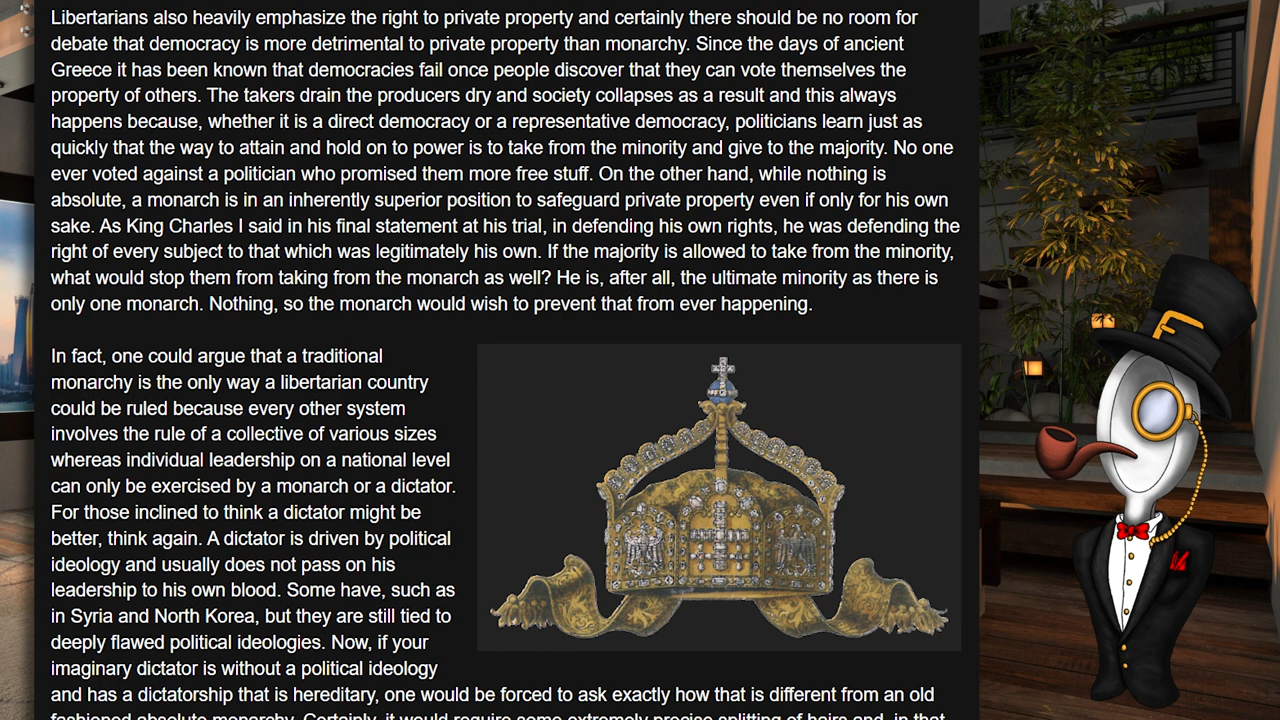 Libertarians also heavily emphasize the right to private property and certainly there should be no room for
debate that democracy is more detrimental to private property than monarchy. Since the days of ancient
Greece it has been known that democracies fail once people discover that they can vote themselves the
property of others. The takers drain the producers dry and society collapses as a result and this always
happens because, whether it is a direct democracy or a representative democracy, politicians learn just as
quickly that the way to attain and hold on to power is to take from the minority and give to the majority. No one
ever voted against a politician who promised them more free stuff. On the other hand, while nothing is
absolute, a monarch is in an inherently superior position to safeguard private property even if only for his own
sake. As King Charles I said in his final statement at his trial, in defending his own rights, he was defending the
right of every subject to that which was legitimately his own. If the majority is allowed to take from the minority,
what would stop them from taking from the monarch as well? He is, after all, the ultimate minority as there is
only one monarch. Nothing, so the monarch would wish to prevent that from ever happening.
In fact, one could argue that a traditional
monarchy is the only way a libertarian country
could be ruled because every other system
involves the rule of a collective of various sizes
whereas individual leadership on a national level
can only be exercised by a monarch or a dictator.
For those inclined to think a dictator might be
better, think again. A dictator is driven by political
ideology and usually does not pass on his
leadership to his own blood. Some have, such as
in Syria and North Korea, but they are still tied to
deeply flawed political ideologies. Now, if your
imaginary dictator is without a political ideology
and has a dictatorship that is hereditary, one would be forced to ask exactly how that is different from an old
fashioned absolute monarchy. Certainly, it would require some extremely precise splitting of hairs and, in that